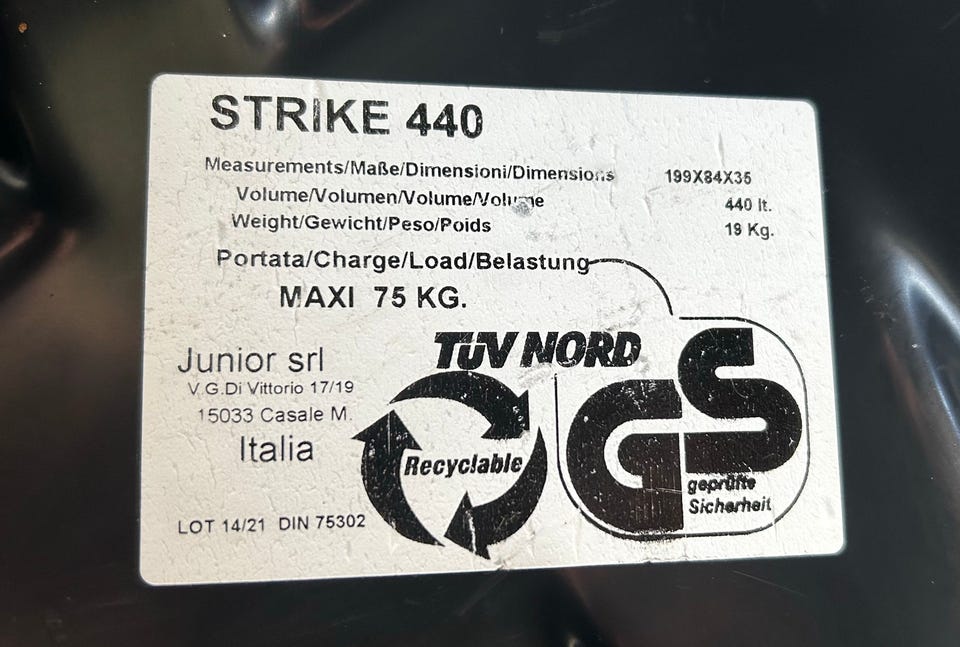 STRIKE 440
Measurements/Maße/Dimensioni/Dimensions 199X84X35
Volume/Volumen/Volume/Volume 440 lt.
Weight/Gewicht/Peso/Poids 19 Kg.
Portata/Charge/Load/Belastung
MAXI 75 KG.
TÜV NORD
Junior srl
V.G.Di Vittorio 17/19
15033 Casale M.
Italia
Recyclable
GS
geprüfte
Sicherheit
LOT 14/21 DIN 75302